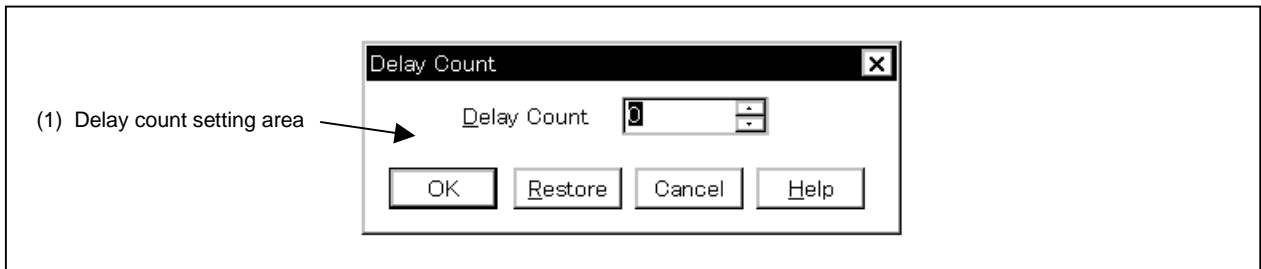 Delay Count
(1) Delay count setting area
Delay Count 0
OK Restore Cancel Help